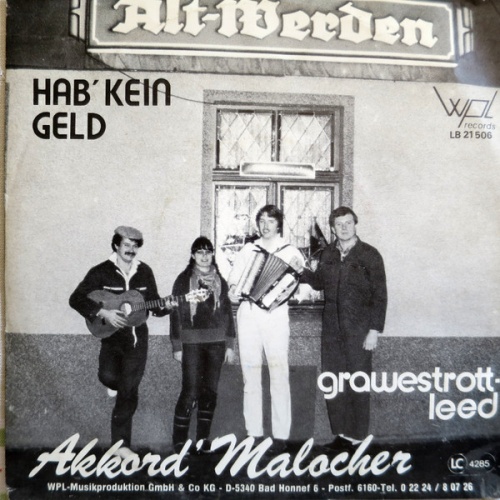 Alt-Werden
HAB' KEIN
GELD
WPL
records
LB 21 506
grawestrott-
leed
Akkord' Malocher
LC 4285
WPL-Musikproduktion GmbH & Co KG - D-5340 Bad Honnef 6 - Postf. 6160-Tel. 0 22 24 / 8 07 26